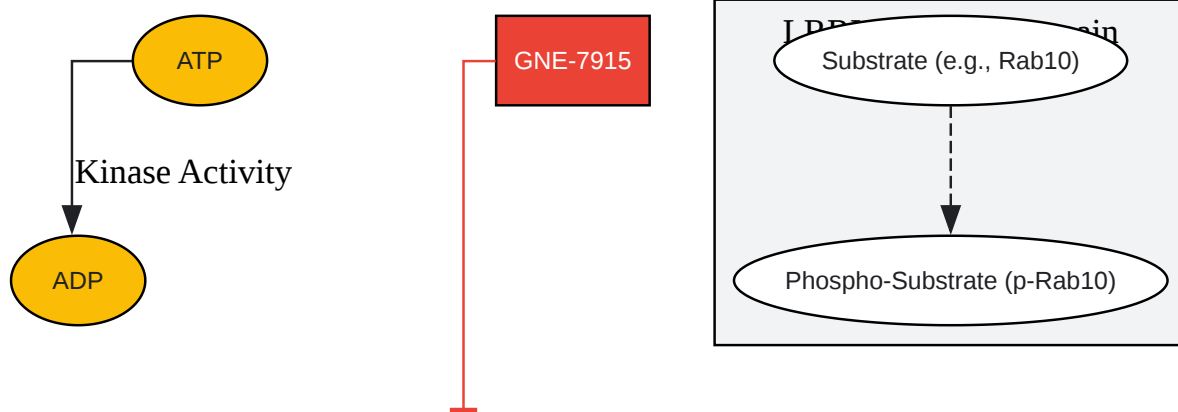 ATP
GNE-7915
Substrate (e.g., Rab10)
Kinase Activity
ADP
Phospho-Substrate (p-Rab10)